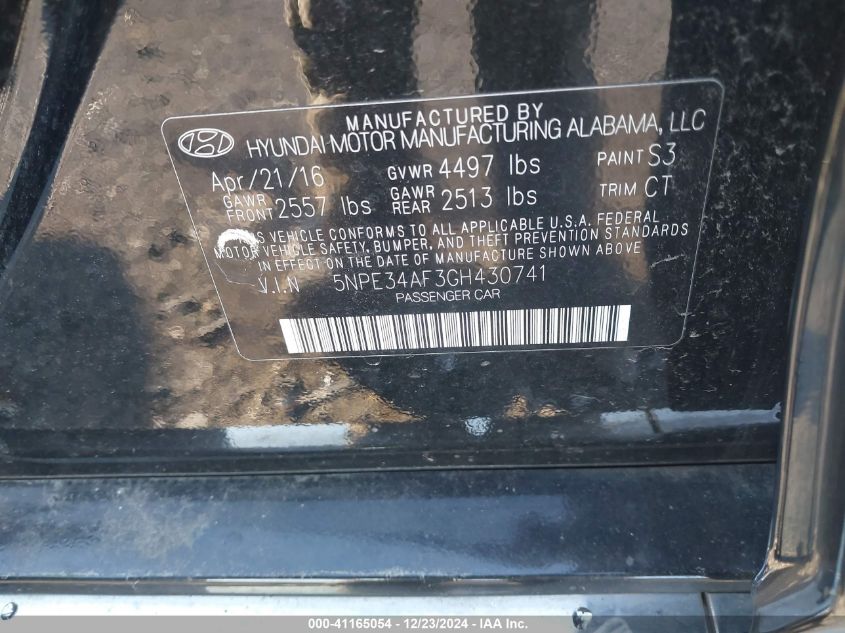 MANUFACTURED BY
HYUNDAI MOTOR MANUFACTURING ALABAMA, LLC
Apr/21/16 GVWR 4497 lbs PAINT S3
GAWR FRONT 2557 lbs GAWR REAR 2513 lbs TRIM CT
VEHICLE CONFORMS TO ALL APPLICABLE U.S.A. FEDERAL
MOTOR VEHICLE SAFETY, BUMPER, AND THEFT PREVENTION STANDARDS
IN EFFECT ON THE DATE OF MANUFACTURE SHOWN ABOVE.
V.I.N 5NPE34AF3GH430741
PASSENGER CAR
000-41165054 - 12/23/2024 - IAA Inc.